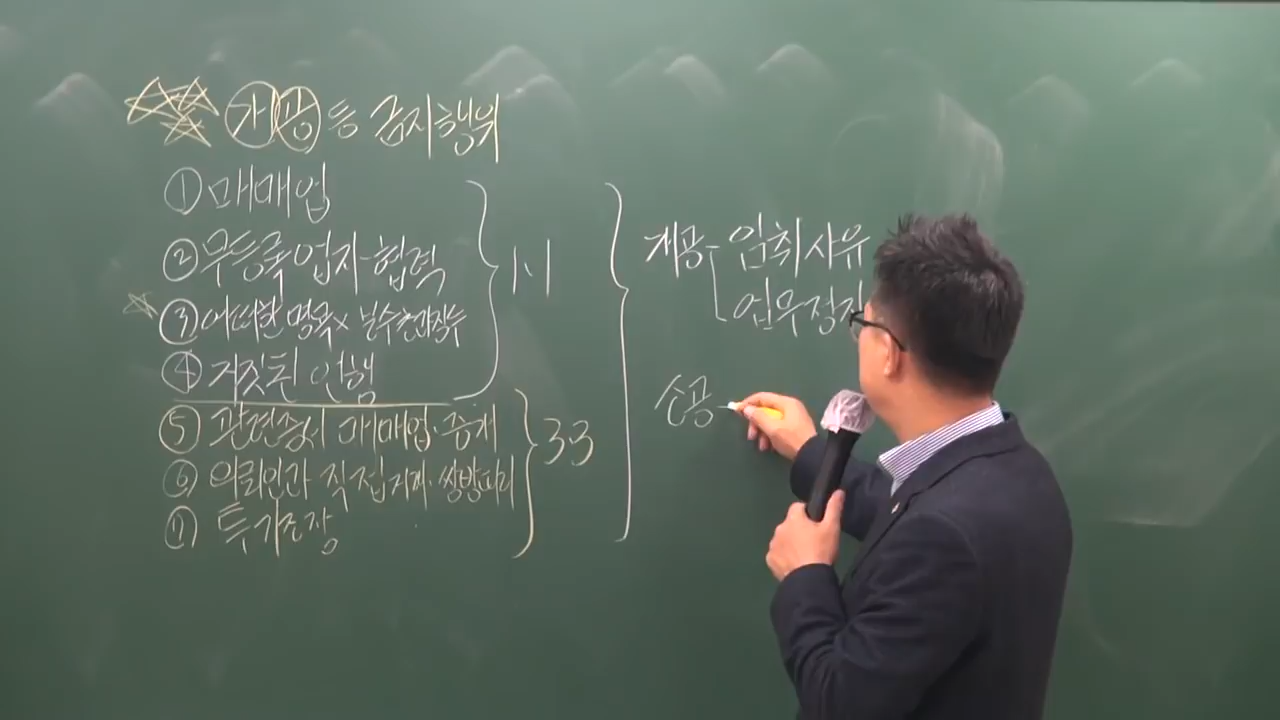 개공 등 금지행위
① 매매업
② 무등록업자-협력
③ 어떠한 명목x 보수초과금수
④ 거짓된 언행
⑤ 관련증서 매매업·중개
⑥ 의뢰인과 직접거래·쌍방대리
⑦ 투기조장
1-1
3-3
개공 - 임취사유
업무정지
소공 -